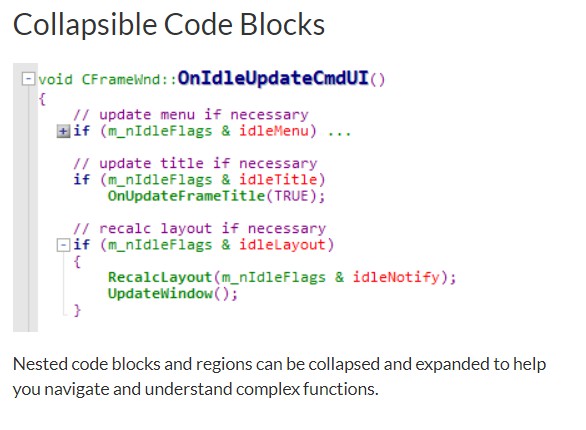 Collapsible Code Blocks
void CFrameWnd::OnIdleUpdateCmdUI()
{
// update menu if necessary
if (m_nIdleFlags & idleMenu) ...
// update title if necessary
if (m_nIdleFlags & idleTitle)
OnUpdateFrameTitle(TRUE);
// recalc layout if necessary
if (m_nIdleFlags & idleLayout)
{
RecalcLayout(m_nIdleFlags & idleNotify);
UpdateWindow();
}
Nested code blocks and regions can be collapsed and expanded to help
you navigate and understand complex functions.